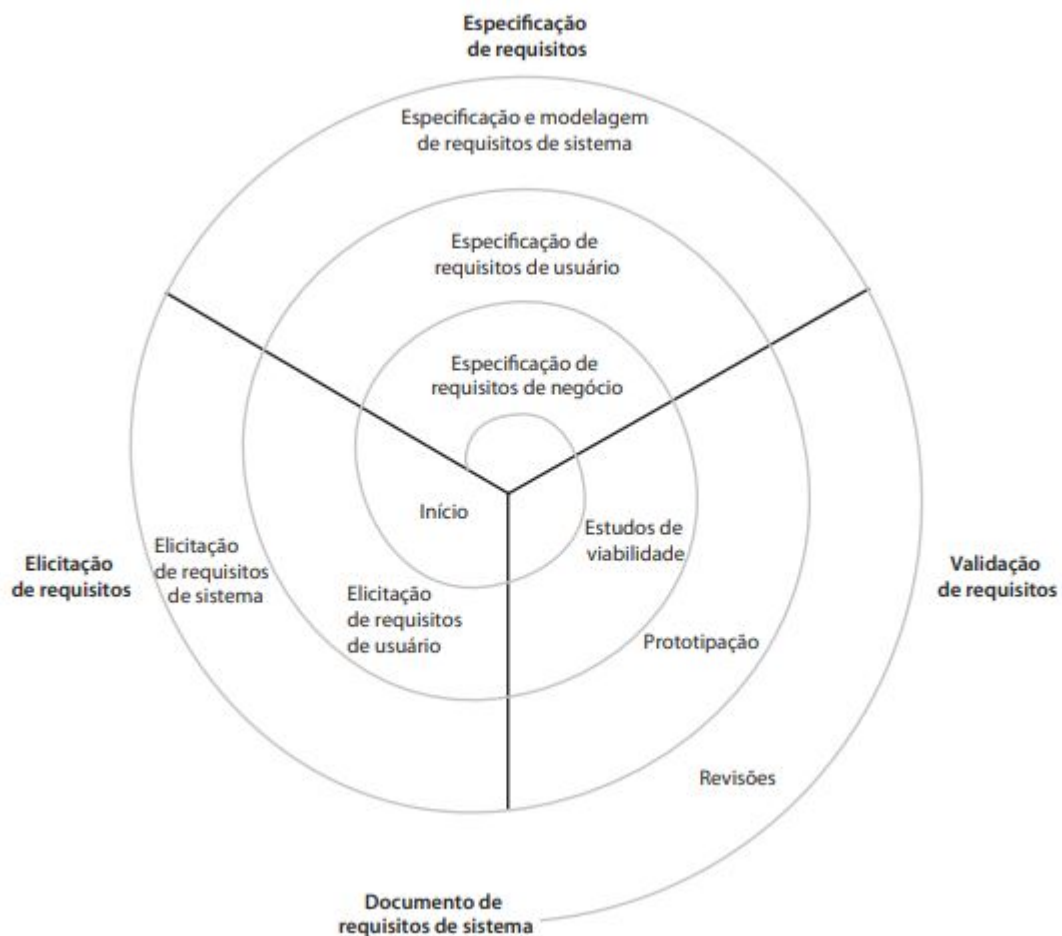 Especificação
de requisitos
Especificação e modelagem
de requisitos de sistema
Especificação de
requisitos de usuário
Especificação de
requisitos de negócio
Início
Estudos de
viabilidade
Elicitação
de requisitos
Elicitação
de requisitos
de sistema
Elicitação
de requisitos
de usuário
Validação
de requisitos
Prototipação
Revisões
Documento de
requisitos de sistema